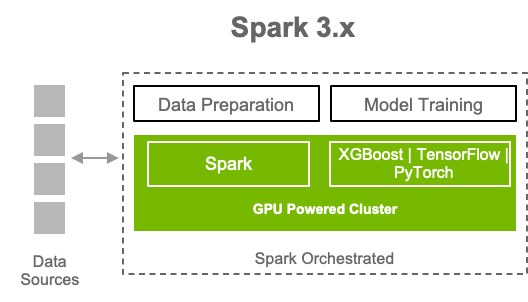 Spark 3.x
Data Preparation
Model Training
Spark
XGBoost | TensorFlow |
PyTorch
GPU Powered Cluster
Spark Orchestrated
Data
Sources